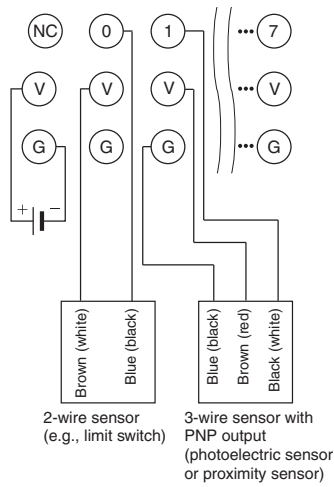 NC 0 1 ••• 7
V V V ••• V
G G G ••• G
+ −
Brown (white)
Blue (black)
Blue (black)
Brown (red)
Black (white)
2-wire sensor
(e.g., limit switch)
3-wire sensor with
PNP output
(photoelectric sensor
or proximity sensor)